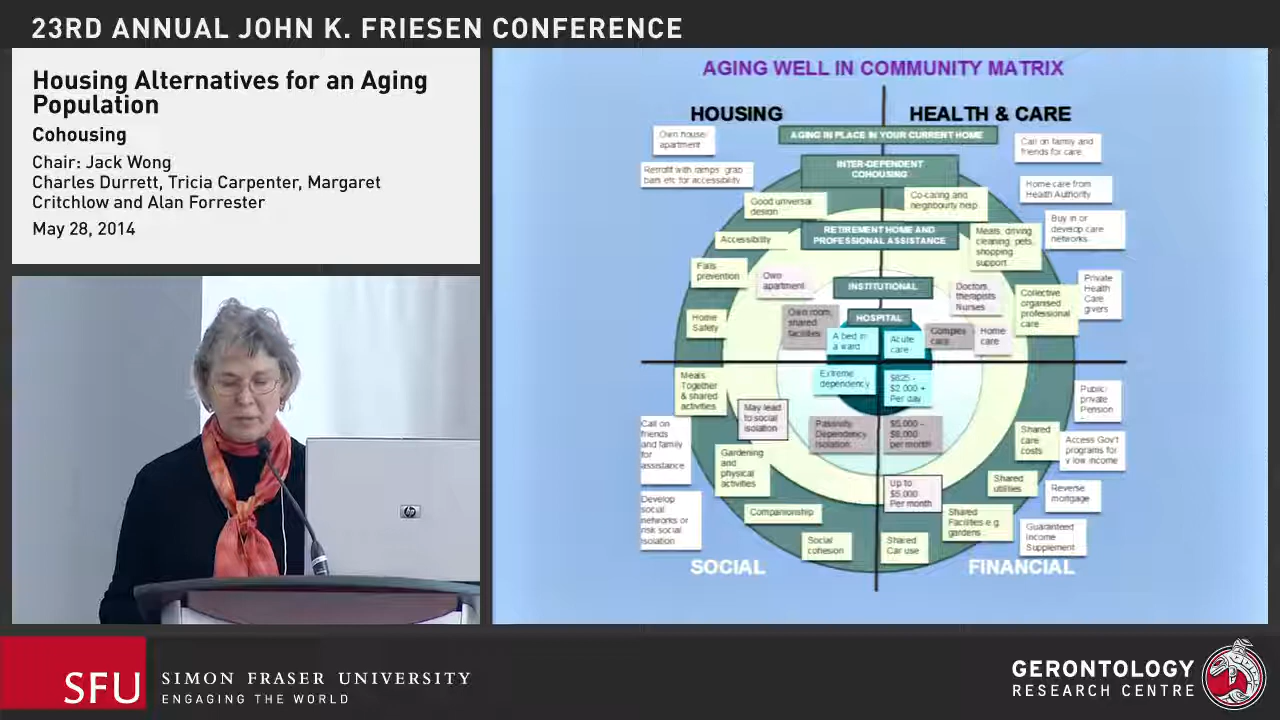 23RD ANNUAL JOHN K. FRIESEN CONFERENCE
Housing Alternatives for an Aging
Population
Cohousing
Chair: Jack Wong
Charles Durrett, Tricia Carpenter, Margaret
Critchlow and Alan Forrester
May 28, 2014
AGING WELL IN COMMUNITY MATRIX
HOUSING
HEALTH & CARE
AGING IN PLACE IN YOUR CURRENT HOME
Own house/
apartment
Call on family and
friends for care.
INTER-DEPENDENT
COHOUSING
Retrofit with ramps grab
bars etc for accessibility
Home care from
Health Authority
Good universal
design
Co-caring and
neighbourly help
Buy in or
develop care
networks.
RETIREMENT HOME AND
PROFESSIONAL ASSISTANCE
Accessibility
Meals, driving
cleaning, pets,
shopping
support
Falls
prevention
Own
apartment
INSTITUTIONAL
Doctors,
therapists
Nurses
Private
Health
Care
givers
Collective
organised
professional
care
Home
Safety
Own room,
shared
facilities
HOSPITAL
A bed in
a ward
Acute
care
Complex
care
Home
care
Extreme
dependency
$825 -
$2,000 +
Per day
Meals
Together
& shared
activities
May lead
to social
isolation
Passivity
Dependency
Isolation
$5,000 -
$8,000
per month
Public/
private
Pension
Call on
friends
and family
for
assistance
Gardening
and
physical
activities
Shared
care
costs
Access Gov't
programs for
v low income
Up to
$5,000
Per month
Shared
utilities
Reverse
mortgage
Develop
social
networks or
risk social
isolation
Companionship
Social
cohesion
Shared
Car use
Shared
Facilities e.g.
gardens
Guaranteed
Income
Supplement
SOCIAL
FINANCIAL
hp
SFU
SIMON FRASER UNIVERSITY
ENGAGING THE WORLD
GERONTOLOGY
RESEARCH CENTRE